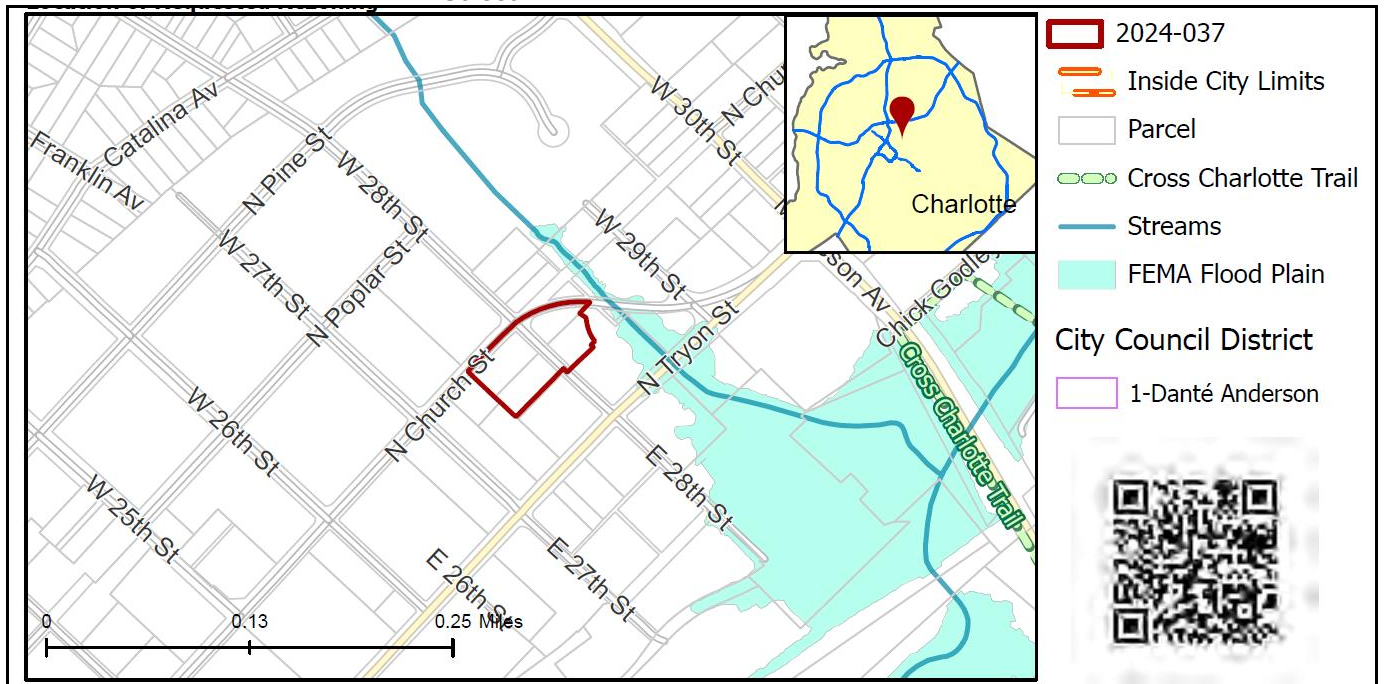 2024-037
Inside City Limits
Parcel
Cross Charlotte Trail
Streams
FEMA Flood Plain
City Council District
1-Danté Anderson
Charlotte
Catalina Av
Franklin Av
N Pine St
W 28th St
W 27th St
N Poplar St
W 30th St
N Chu
W 29th St
N Tryon St
son Av
Chick Godley
Cross Charlotte Trail
N Church St
W 26th St
W 25th St
E 28th St
E 27th St
E 26th St
0
0.13
0.25 Miles